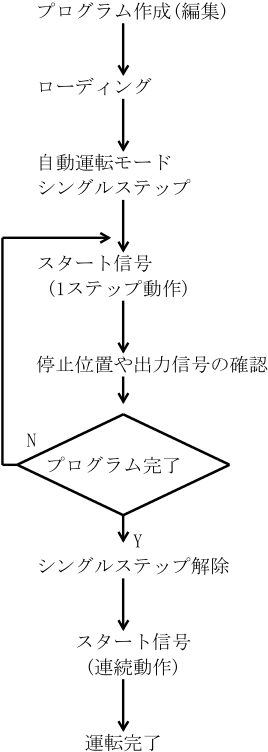 プログラム作成(編集)
ローディング
自動運転モード
シングルステップ
スタート信号
(1ステップ動作)
停止位置や出力信号の確認
N
プログラム完了
Y
シングルステップ解除
スタート信号
(連続動作)
運転完了